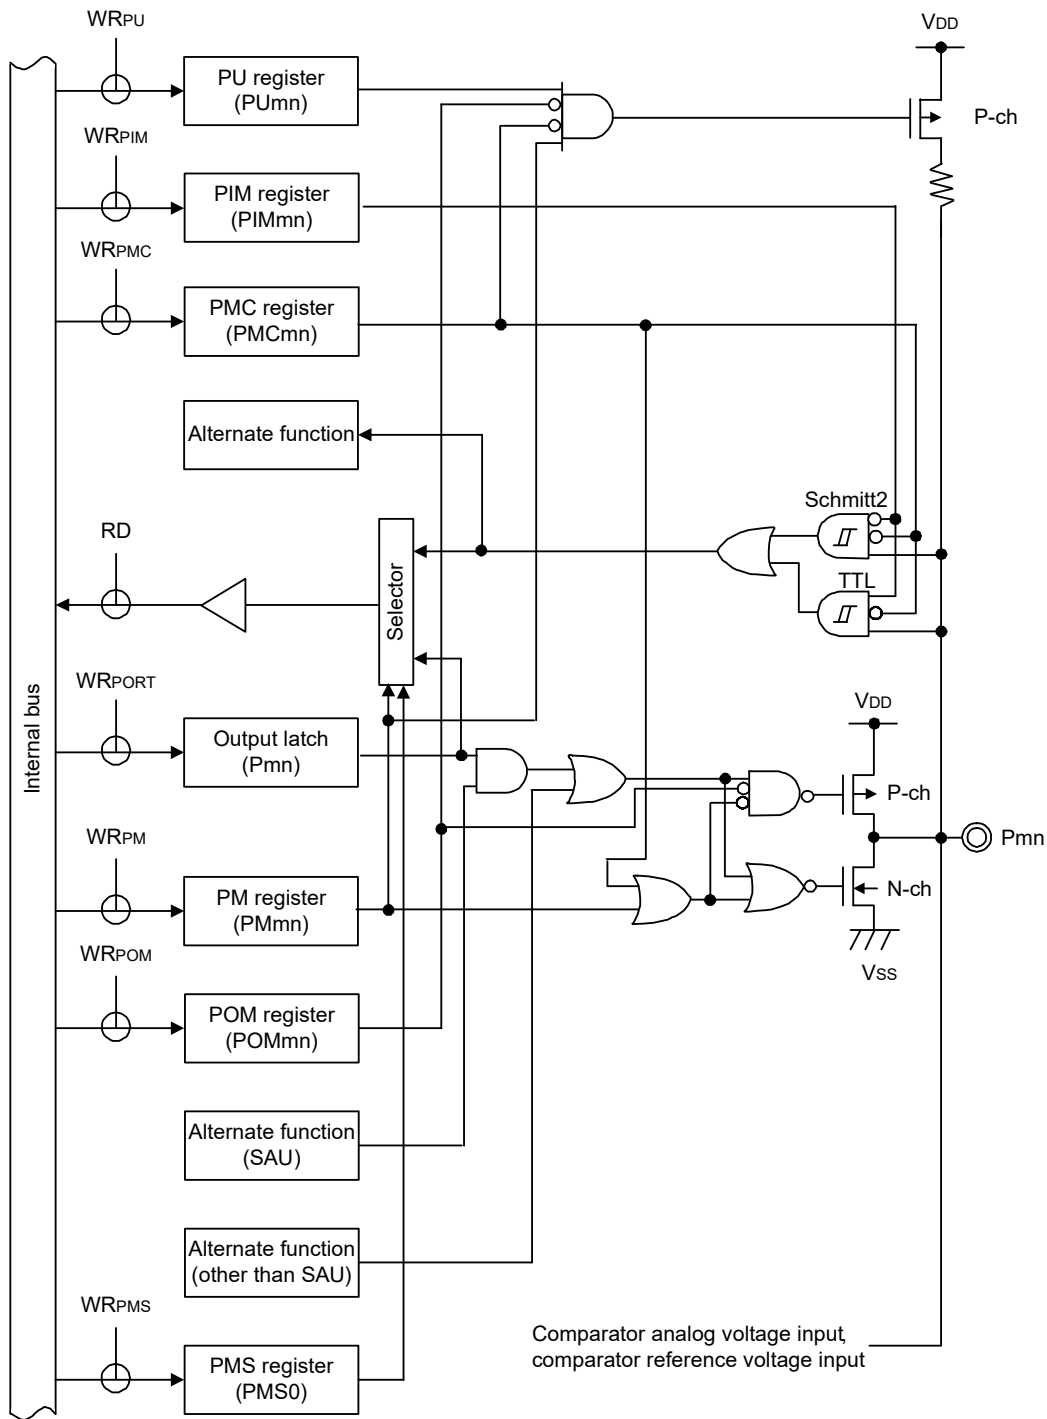 WRPU
VDD
PU register
(PUmn)
P-ch
WRPIM
PIM register
(PIMmn)
WRPMC
PMC register
(PMCmn)
Alternate function
Schmitt2
RD
TTL
Selector
WRPORT
Internal bus
Output latch
(Pmn)
VDD
P-ch
Pmn
WRPM
PM register
(PMmn)
N-ch
WRPOM
VSS
POM register
(POMmn)
Alternate function
(SAU)
Alternate function
(other than SAU)
WRPMS
Comparator analog voltage input,
comparator reference voltage input
PMS register
(PMS0)